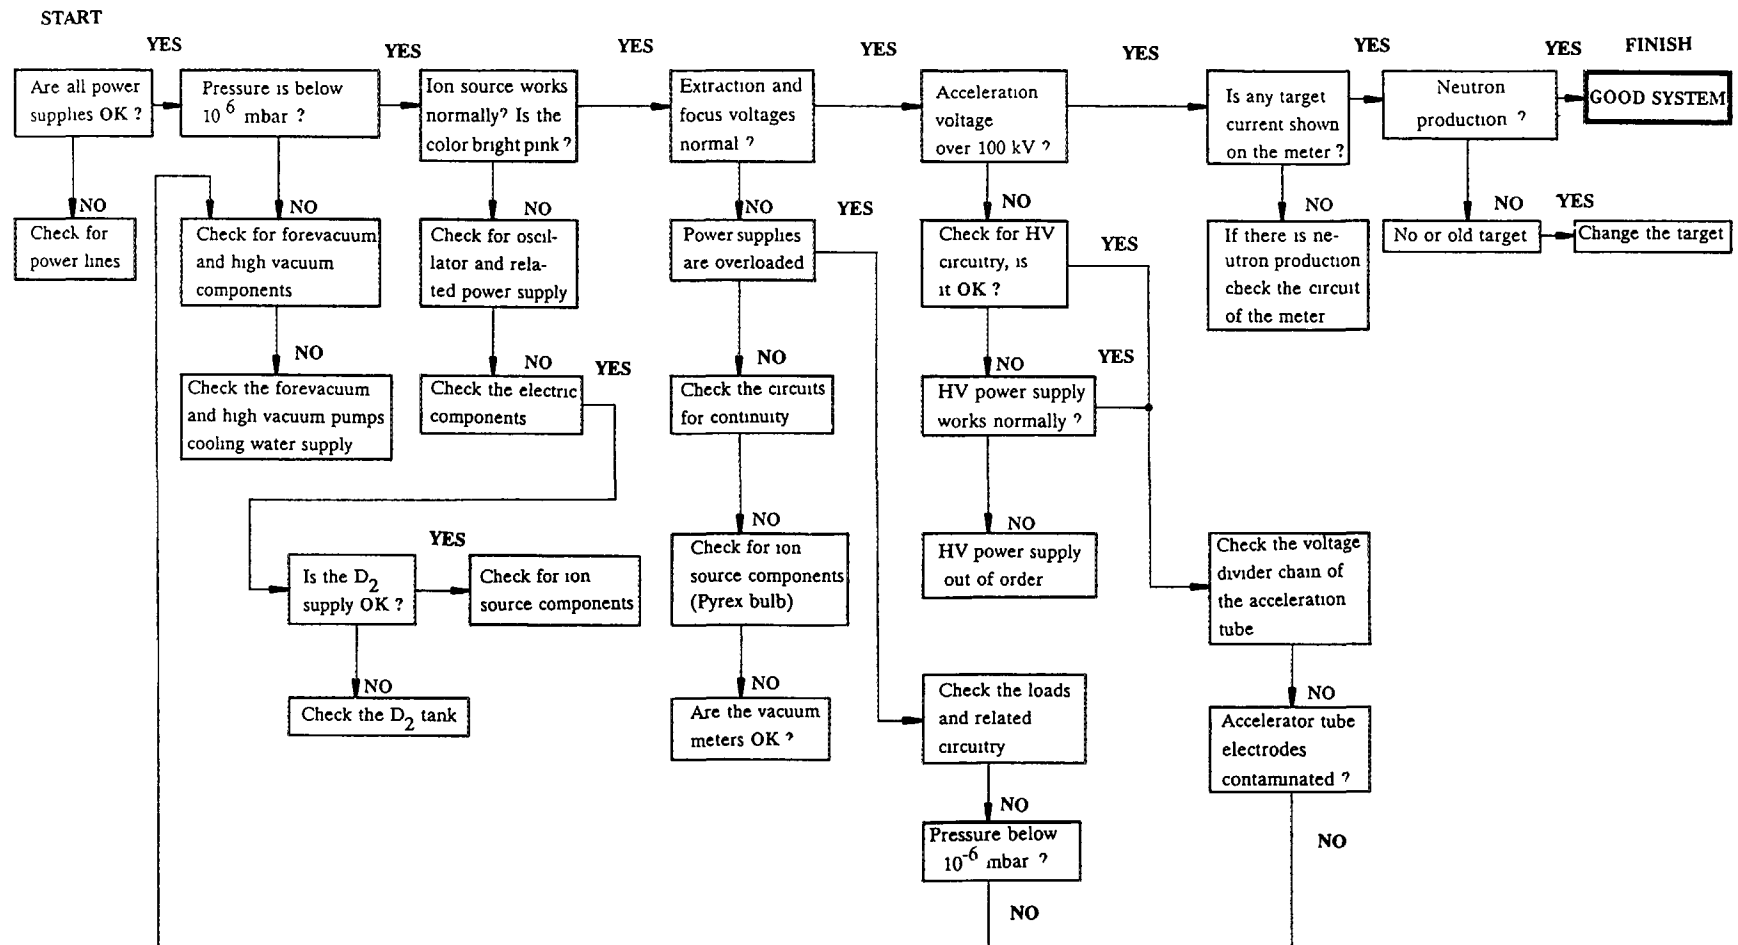 START
YES
YES
YES
YES
YES
YES
YES
FINISH
Are all power
supplies OK ?
Pressure is below
10 6 mbar ?
Ion source works
normally? Is the
color bright pink ?
Extraction and
focus voltages
normal ?
Acceleration
voltage
over 100 kV ?
Is any target
current shown
on the meter ?
Neutron
production ?
GOOD SYSTEM
NO
NO
NO
NO
YES
NO
NO
NO
YES
Check for
power lines
Check for forevacuum
and high vacuum
components
Check for oscil-
lator and rela-
ted power supply
Power supplies
are overloaded
Check for HV
circuitry, is
it OK ?
YES
If there is ne-
utron production
check the circuit
of the meter
No or old target
Change the target
NO
NO
YES
NO
NO
YES
Check the forevacuum
and high vacuum pumps
cooling water supply
Check the electric
components
Check the circuits
for continuity
HV power supply
works normally ?
NO
NO
YES
Is the D2
supply OK ?
Check for ion
source components
Check for ion
source components
(Pyrex bulb)
HV power supply
out of order
Check the voltage
divider chain of
the acceleration
tube
NO
NO
NO
Check the D2 tank
Are the vacuum
meters OK ?
Check the loads
and related
circuitry
Accelerator tube
electrodes
contaminated ?
NO
Pressure below
10-6 mbar ?
NO
NO